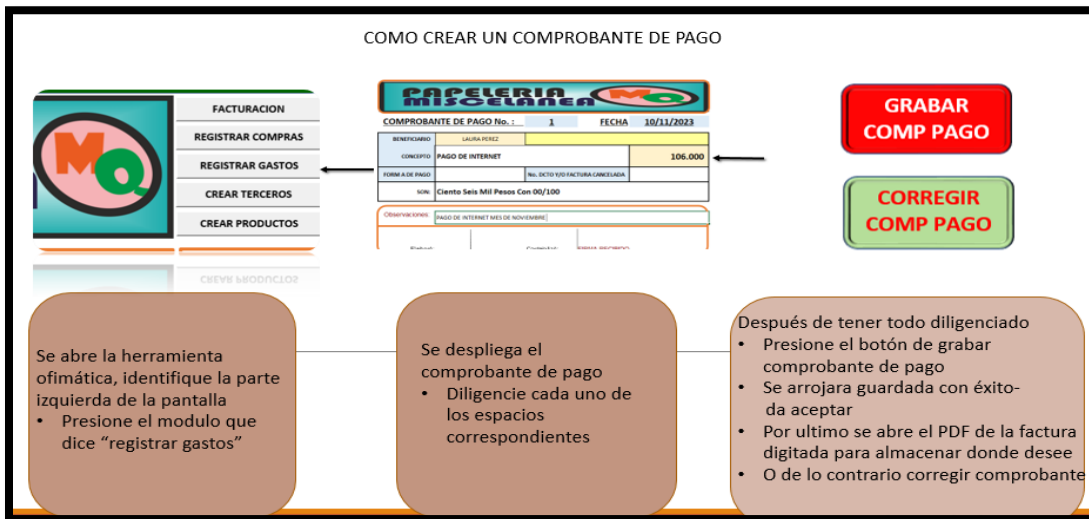 COMO CREAR UN COMPROBANTE DE PAGO
MQ
FACTURACION
REGISTRAR COMPRAS
REGISTRAR GASTOS
CREAR TERCEROS
CREAR PRODUCTOS
CREAR PRODUCTOS
PAPELERIA
MISCELANEA
MQ
COMPROBANTE DE PAGO No. : 1 FECHA 10/11/2023
BENEFICIARIO LAURA PEREZ
CONCEPTO PAGO DE INTERNET 106.000
FORMA DE PAGO No. DCTO Y/O FACTURA CANCELADA
SON: Ciento Seis Mil Pesos Con 00/100
Observaciones: PAGO DE INTERNET MES DE NOVIEMBRE
GRABAR
COMP PAGO
CORREGIR
COMP PAGO
Se abre la herramienta
ofimática, identifique la parte
izquierda de la pantalla
• Presione el modulo que
dice “registrar gastos”
Se despliega el
comprobante de pago
• Diligencie cada uno de
los espacios
correspondientes
Después de tener todo diligenciado
• Presione el botón de grabar
comprobante de pago
• Se arrojara guardada con éxito-
da aceptar
• Por ultimo se abre el PDF de la factura
digitada para almacenar donde desee
• O de lo contrario corregir comprobante